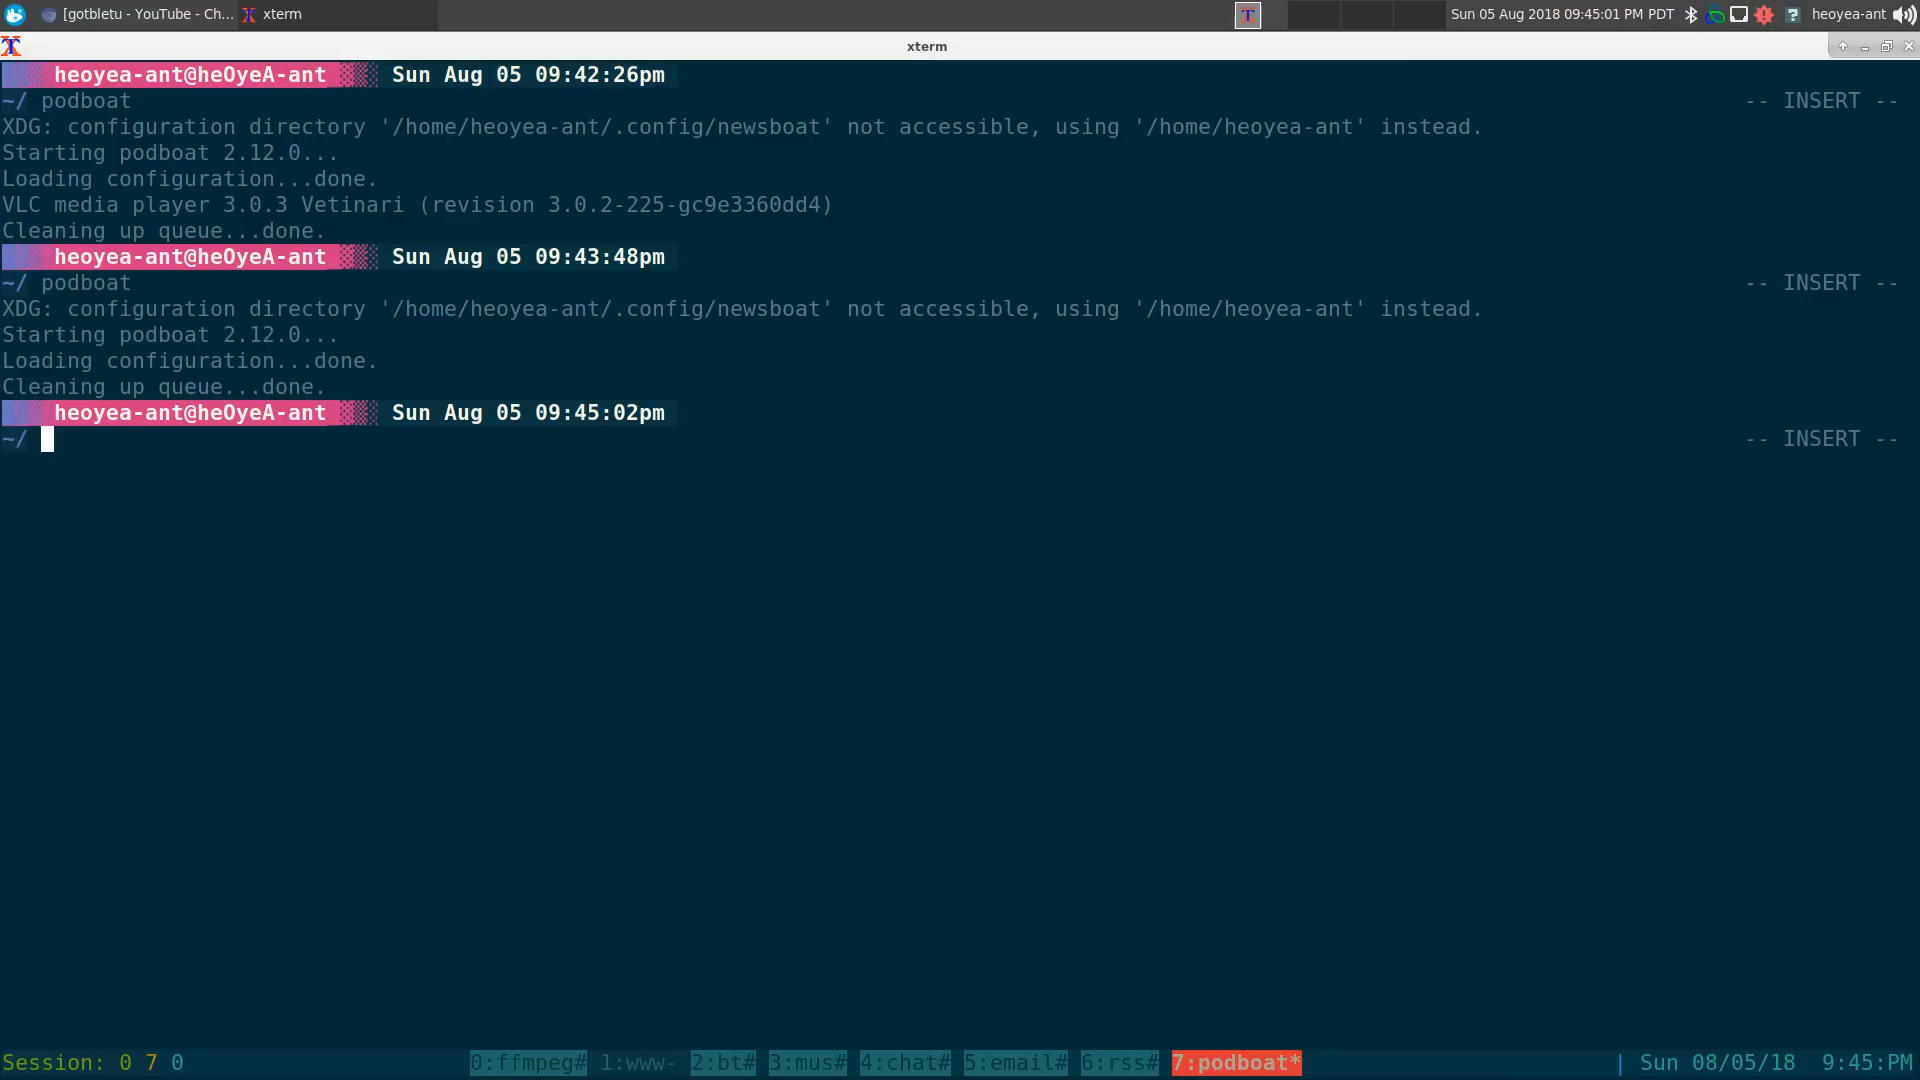 [gotbletu - YouTube - Ch... xterm Sun 05 Aug 2018 09:45:01 PM PDT heoyea-ant
xterm
heoyea-ant@heOyeA-ant Sun Aug 05 09:42:26pm
~/ podboat -- INSERT --
XDG: configuration directory '/home/heoyea-ant/.config/newsboat' not accessible, using '/home/heoyea-ant' instead.
Starting podboat 2.12.0...
Loading configuration...done.
VLC media player 3.0.3 Vetinari (revision 3.0.2-225-gc9e3360dd4)
Cleaning up queue...done.
heoyea-ant@heOyeA-ant Sun Aug 05 09:43:48pm
~/ podboat -- INSERT --
XDG: configuration directory '/home/heoyea-ant/.config/newsboat' not accessible, using '/home/heoyea-ant' instead.
Starting podboat 2.12.0...
Loading configuration...done.
Cleaning up queue...done.
heoyea-ant@heOyeA-ant Sun Aug 05 09:45:02pm
~/ -- INSERT --
Session: 0 7 0 0:ffmpeg# 1:www- 2:bt# 3:mus# 4:chat# 5:email# 6:rss# 7:podboat* | Sun 08/05/18 9:45:PM